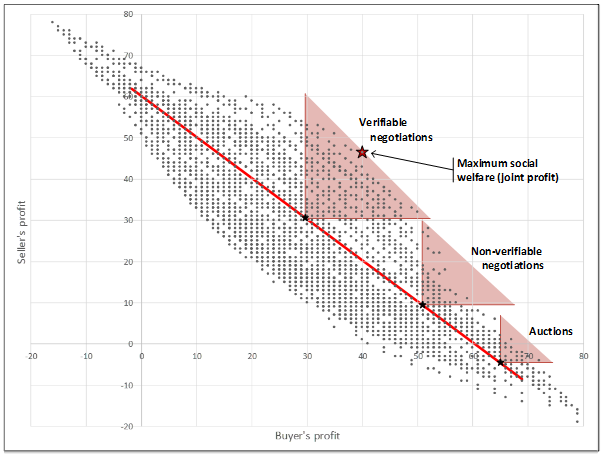 80
70
60
50
40
30
20
10
0
-10
-20
-20
-10
0
10
20
30
40
50
60
70
80
Verifiable
negotiations
Maximum social
welfare (joint profit)
Non-verifiable
negotiations
Auctions
Seller's profit
Buyer's profit